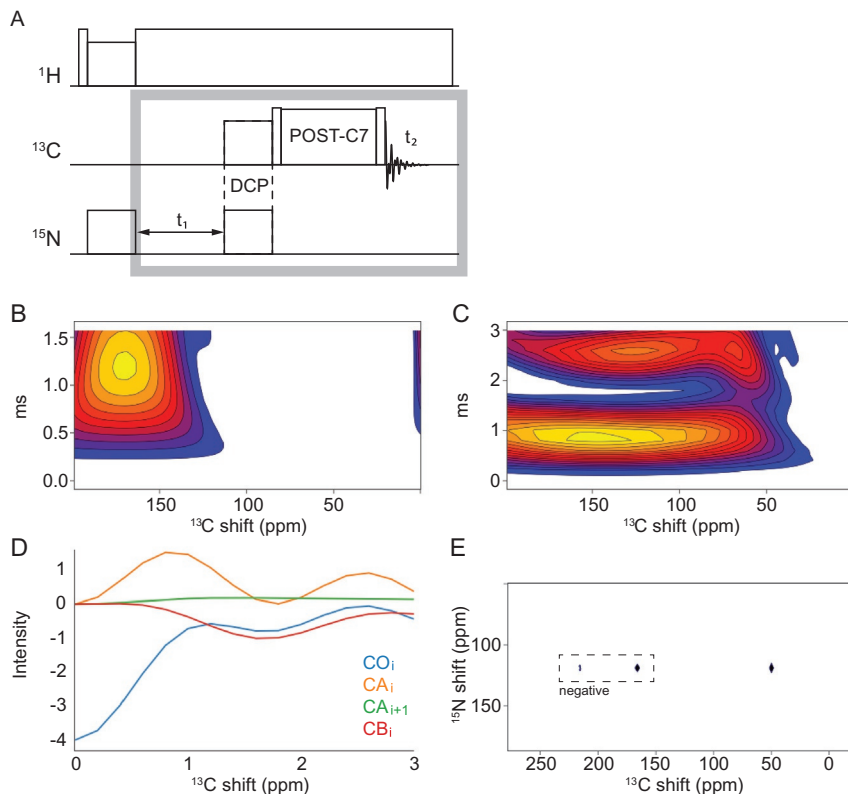 A
¹H
¹³C
POST-C7
t₂
DCP
t₁
¹⁵N
B
1.5
1.0
0.5
0.0
ms
150
100
50
¹³C shift (ppm)
C
3
2
1
0
ms
150
100
50
¹³C shift (ppm)
D
1
0
-1
-2
-3
-4
Intensity
COᵢ
CAᵢ
CAᵢ₊₁
CBᵢ
0
1
2
3
¹³C shift (ppm)
E
100
150
¹⁵N shift (ppm)
negative
250
200
150
100
50
0
¹³C shift (ppm)